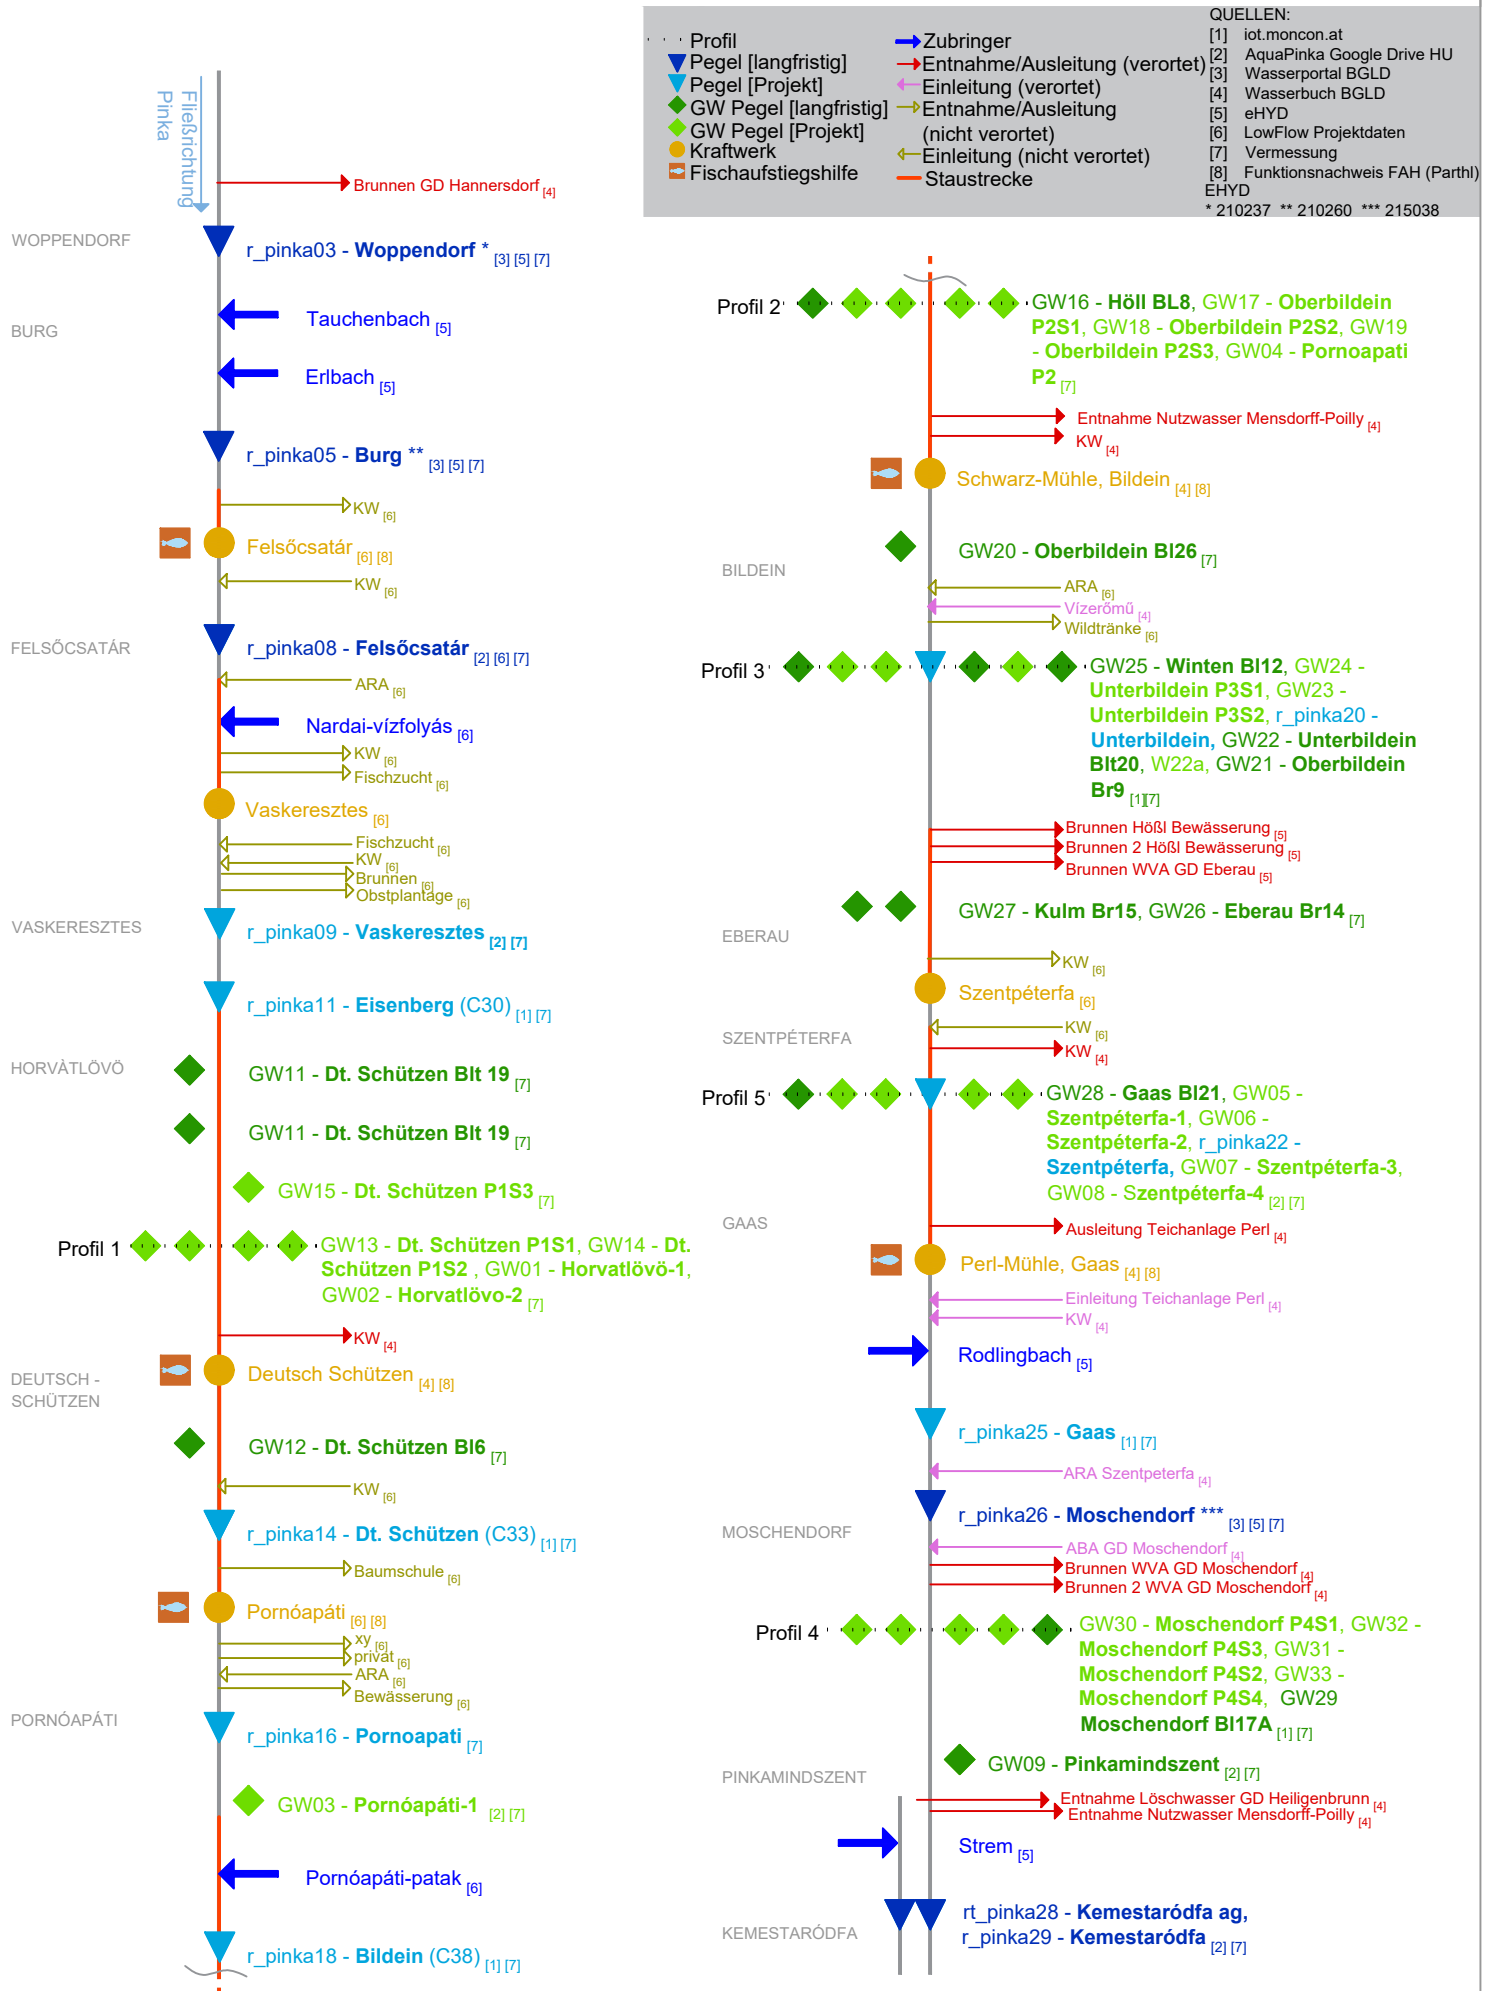 Profil
Pegel [langfristig]
Pegel [Projekt]
GW Pegel [langfristig]
GW Pegel [Projekt]
Kraftwerk
Fischaufstiegshilfe
Zubringer
Entnahme/Ausleitung (verortet)
Einleitung (verortet)
Entnahme/Ausleitung
(nicht verortet)
Einleitung (nicht verortet)
Staustrecke
QUELLEN:
[1] iot.moncon.at
[2] AquaPinka Google Drive HU
[3] Wasserportal BGLD
[4] Wasserbuch BGLD
[5] eHYD
[6] LowFlow Projektdaten
[7] Vermessung
[8] Funktionsnachweis FAH (Parthl)
EHYD
* 210237 ** 210260 *** 215038
Fließrichtung
Pinka
Brunnen GD Hannersdorf [4]
WOPPENDORF
r_pinka03 - Woppendorf * [3] [5] [7]
Tauchenbach [5]
BURG
Erlbach [5]
r_pinka05 - Burg ** [3] [5] [7]
KW [6]
Felsőcsatár [6] [8]
KW [6]
FELSŐCSATÁR
r_pinka08 - Felsőcsatár [2] [6] [7]
ARA [6]
Nardai-vízfolyás [6]
KW [6]
Fischzucht [6]
Vaskeresztes [6]
Fischzucht [6]
KW [6]
Brunnen [6]
Obstplantage [6]
VASKERESZTES
r_pinka09 - Vaskeresztes [2] [7]
r_pinka11 - Eisenberg (C30) [1] [7]
HORVÀTLÖVÖ
GW11 - Dt. Schützen Blt 19 [7]
GW11 - Dt. Schützen Blt 19 [7]
GW15 - Dt. Schützen P1S3 [7]
Profil 1
GW13 - Dt. Schützen P1S1, GW14 - Dt.
Schützen P1S2 , GW01 - Horvatlövö-1,
GW02 - Horvatlövo-2 [7]
KW [4]
Deutsch Schützen [4] [8]
DEUTSCH -
SCHÜTZEN
GW12 - Dt. Schützen Bl6 [7]
KW [6]
r_pinka14 - Dt. Schützen (C33) [1] [7]
Baumschule [6]
Pornóapáti [6] [8]
xy [6]
privat [6]
ARA [6]
Bewässerung [6]
PORNÓAPÁTI
r_pinka16 - Pornoapati [7]
GW03 - Pornóapáti-1 [2] [7]
Pornóapáti-patak [6]
r_pinka18 - Bildein (C38) [1] [7]
Profil 2
GW16 - Höll BL8, GW17 - Oberbildein
P2S1, GW18 - Oberbildein P2S2, GW19
- Oberbildein P2S3, GW04 - Pornoapati
P2 [7]
Entnahme Nutzwasser Mensdorff-Poilly [4]
KW [4]
Schwarz-Mühle, Bildein [4] [8]
GW20 - Oberbildein Bl26 [7]
BILDEIN
ARA [6]
Vízerőmű [4]
Wildtränke [6]
Profil 3
GW25 - Winten Bl12, GW24 -
Unterbildein P3S1, GW23 -
Unterbildein P3S2, r_pinka20 -
Unterbildein, GW22 - Unterbildein
Blt20, W22a, GW21 - Oberbildein
Br9 [1][7]
Brunnen Hößl Bewässerung [5]
Brunnen 2 Hößl Bewässerung [5]
Brunnen WVA GD Eberau [5]
GW27 - Kulm Br15, GW26 - Eberau Br14 [7]
EBERAU
KW [6]
Szentpéterfa [6]
KW [6]
SZENTPÉTERFA
KW [4]
Profil 5
GW28 - Gaas Bl21, GW05 -
Szentpéterfa-1, GW06 -
Szentpéterfa-2, r_pinka22 -
Szentpéterfa, GW07 - Szentpéterfa-3,
GW08 - Szentpéterfa-4 [2] [7]
GAAS
Ausleitung Teichanlage Perl [4]
Perl-Mühle, Gaas [4] [8]
Einleitung Teichanlage Perl [4]
KW [4]
Rodlingbach [5]
r_pinka25 - Gaas [1] [7]
ARA Szentpeterfa [4]
r_pinka26 - Moschendorf *** [3] [5] [7]
MOSCHENDORF
ABA GD Moschendorf [4]
Brunnen WVA GD Moschendorf [4]
Brunnen 2 WVA GD Moschendorf [4]
Profil 4
GW30 - Moschendorf P4S1, GW32 -
Moschendorf P4S3, GW31 -
Moschendorf P4S2, GW33 -
Moschendorf P4S4, GW29
Moschendorf Bl17A [1] [7]
GW09 - Pinkamindszent [2] [7]
PINKAMINDSZENT
Entnahme Löschwasser GD Heiligenbrunn [4]
Entnahme Nutzwasser Mensdorff-Poilly [4]
Strem [5]
rt_pinka28 - Kemestaródfa ag,
r_pinka29 - Kemestaródfa [2] [7]
KEMESTARÓDFA